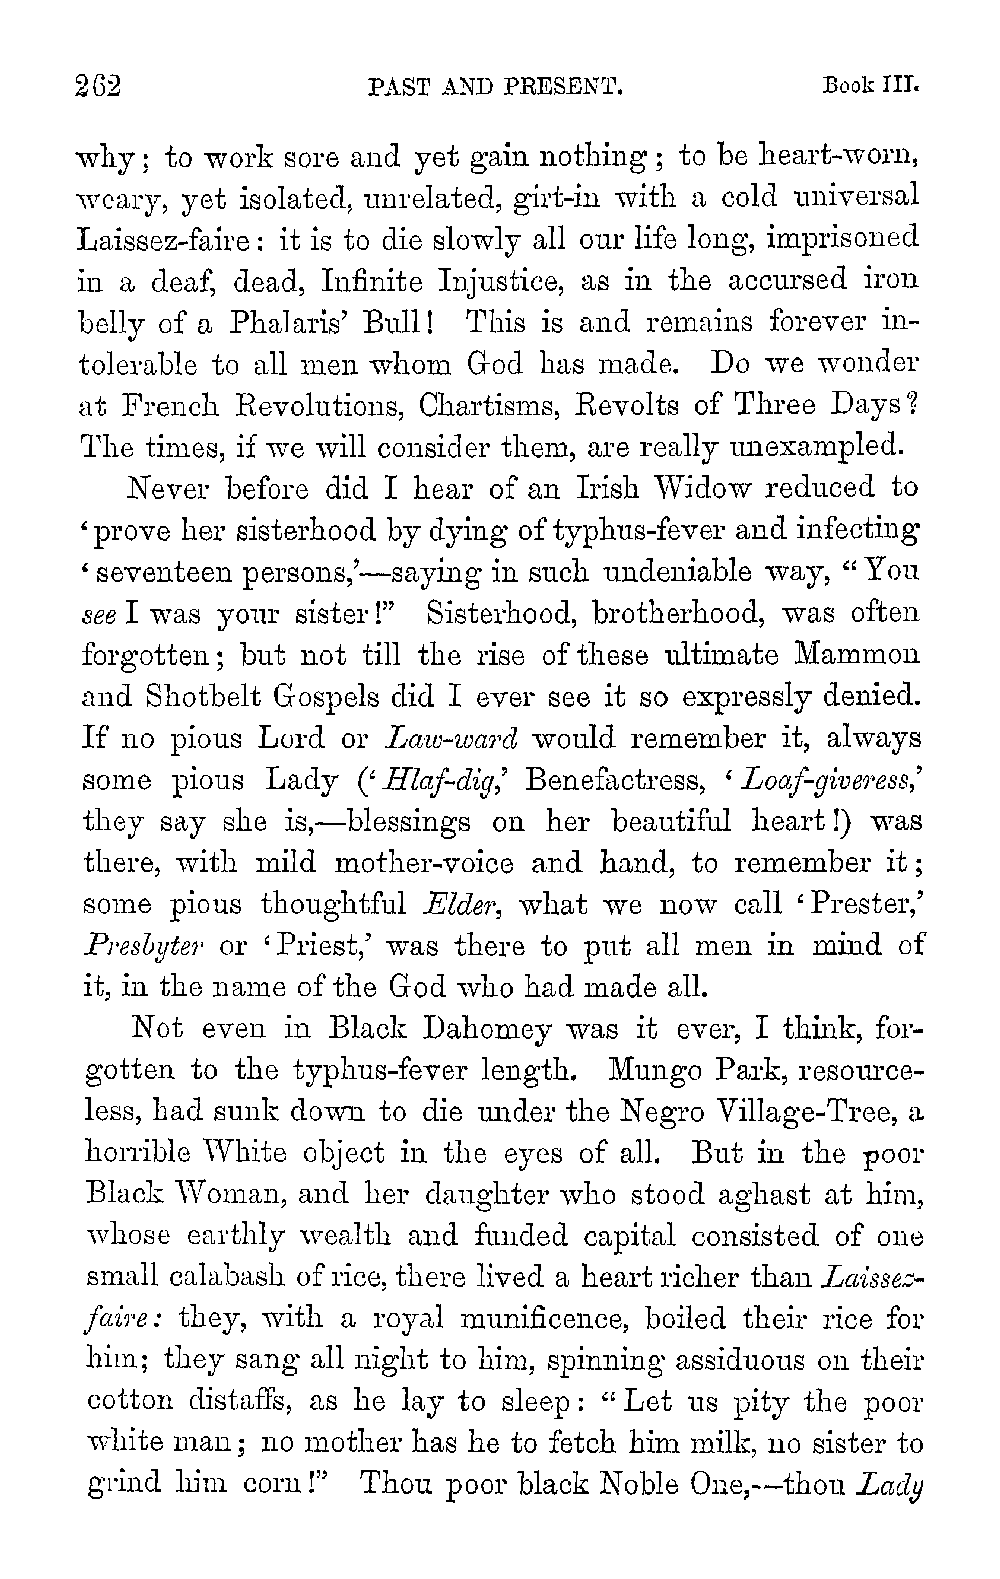 262 PAST AND PRESENT. Book III.
why; to work sore and yet gain nothing; to be heart-worn,
weary, yet isolated, unrelated, girt-in with a cold universal
Laissez-faire: it is to die slowly all our life long, imprisoned
in a deaf, dead, Infinite Injustice, as in the accursed iron
belly of a Phalaris’ Bull! This is and remains forever in-
tolerable to all men whom God has made. Do we wonder
at French Revolutions, Chartisms, Revolts of Three Days?
The times, if we will consider them, are really unexampled.
Never before did I hear of an Irish Widow reduced to
‘prove her sisterhood by dying of typhus-fever and infecting
‘seventeen persons,’—saying in such undeniable way, “You
see I was your sister!” Sisterhood, brotherhood, was often
forgotten; but not till the rise of these ultimate Mammon
and Shotbelt Gospels did I ever see it so expressly denied.
If no pious Lord or Law-ward would remember it, always
some pious Lady (‘Hlaf-dig,’ Benefactress, ‘Loaf-giveress,’
they say she is,—blessings on her beautiful heart!) was
there, with mild mother-voice and hand, to remember it;
some pious thoughtful Elder, what we now call ‘Prester,’
Presbyter or ‘Priest,’ was there to put all men in mind of
it, in the name of the God who had made all.
Not even in Black Dahomey was it ever, I think, for-
gotten to the typhus-fever length. Mungo Park, resource-
less, had sunk down to die under the Negro Village-Tree, a
horrible White object in the eyes of all. But in the poor
Black Woman, and her daughter who stood aghast at him,
whose earthly wealth and funded capital consisted of one
small calabash of rice, there lived a heart richer than Laissez-
faire: they, with a royal munificence, boiled their rice for
him; they sang all night to him, spinning assiduous on their
cotton distaffs, as he lay to sleep: “Let us pity the poor
white man; no mother has he to fetch him milk, no sister to
grind him corn!” Thou poor black Noble One,—thou Lady